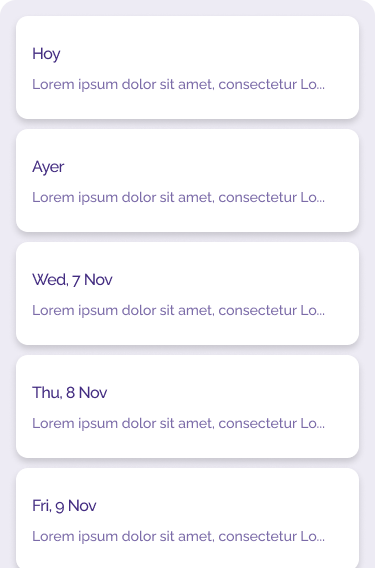 Hoy
Lorem ipsum dolor sit amet, consectetur Lo...
Ayer
Lorem ipsum dolor sit amet, consectetur Lo...
Wed, 7 Nov
Lorem ipsum dolor sit amet, consectetur Lo...
Thu, 8 Nov
Lorem ipsum dolor sit amet, consectetur Lo...
Fri, 9 Nov
Lorem ipsum dolor sit amet, consectetur Lo...